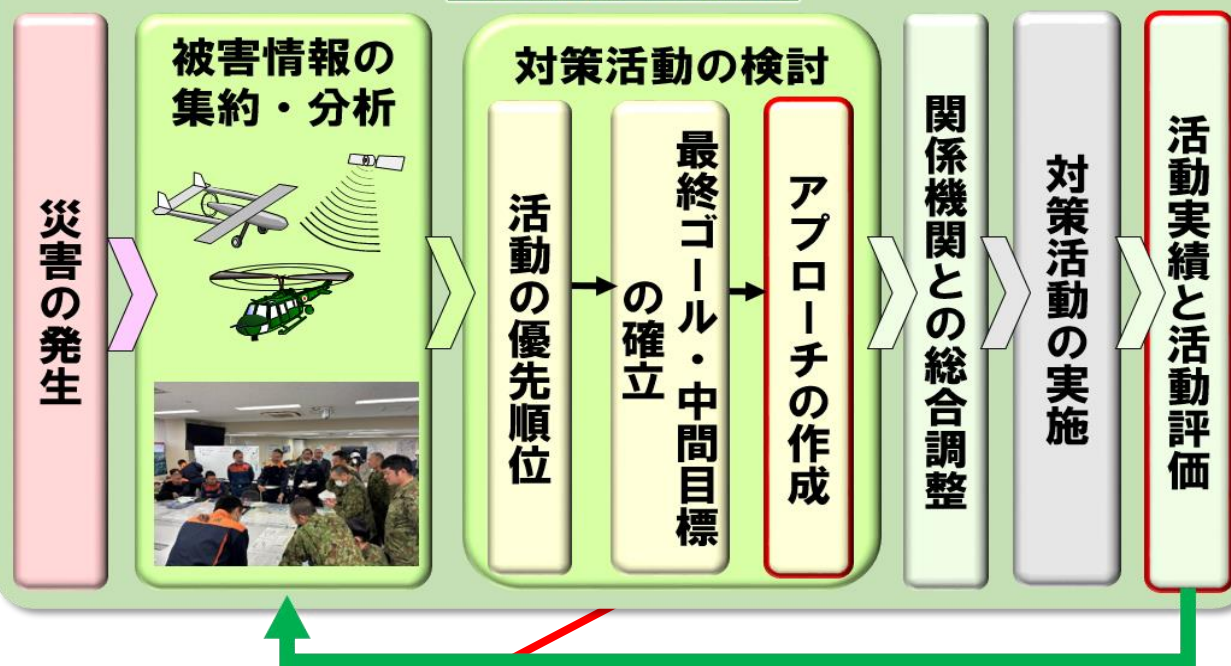 災害の発生
被害情報の
集約・分析
対策活動の検討
活動の優先順位
最終ゴール・中間目標
の確立
アプローチの作成
関係機関との総合調整
対策活動の実施
活動実績と活動評価